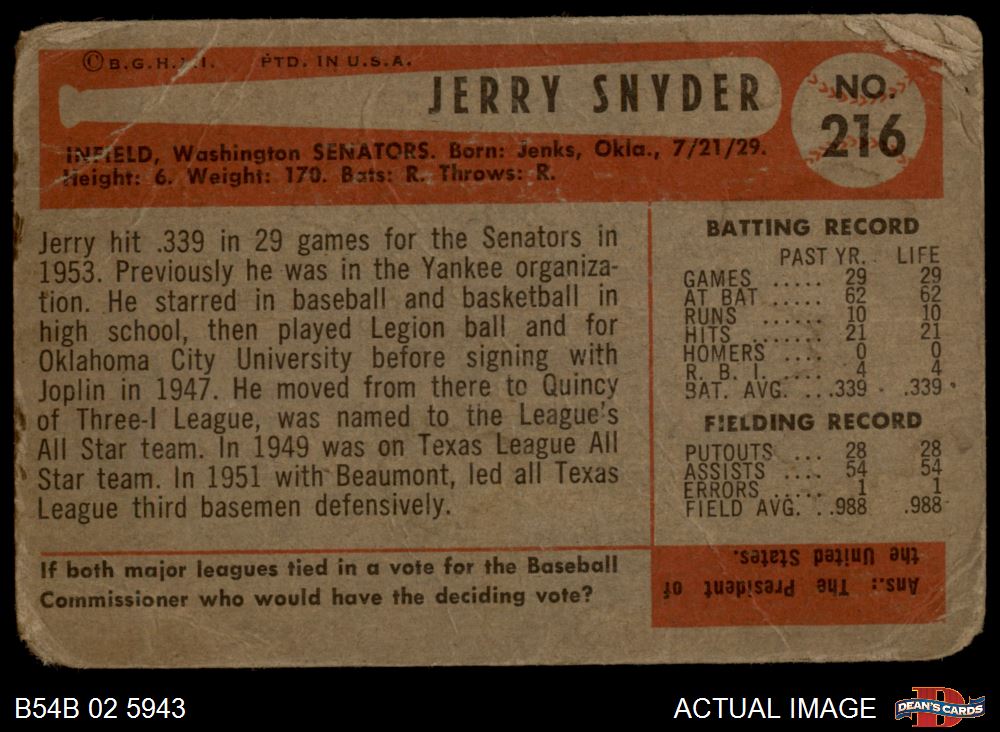 © B.G.H.L.I. PTD. IN U.S.A.
JERRY SNYDER
NO.
216
INFIELD, Washington SENATORS. Born: Jenks, Okla., 7/21/29.
Height: 6. Weight: 170. Bats: R. Throws: R.
Jerry hit .339 in 29 games for the Senators in
1953. Previously he was in the Yankee organiza-
tion. He starred in baseball and basketball in
high school, then played Legion ball and for
Oklahoma City University before signing with
Joplin in 1947. He moved from there to Quincy
of Three-I League, was named to the League's
All Star team. In 1949 was on Texas League All
Star team. In 1951 with Beaumont, led all Texas
League third basemen defensively.
BATTING RECORD
PAST YR. LIFE
GAMES ..... 29 29
AT BAT ..... 62 62
RUNS ...... 10 10
HITS ....... 21 21
HOMERS .... 0 0
R. B. I. .... 4 4
BAT. AVG. ...339 .339
FIELDING RECORD
PUTOUTS ... 28 28
ASSISTS .... 54 54
ERRORS ...... 1 1
FIELD AVG. ..988 .988
If both major leagues tied in a vote for the Baseball
Commissioner who would have the deciding vote?
Ans.: The President of
the United States.
B54B 02 5943
ACTUAL IMAGE
D
DEAN'S CARDS